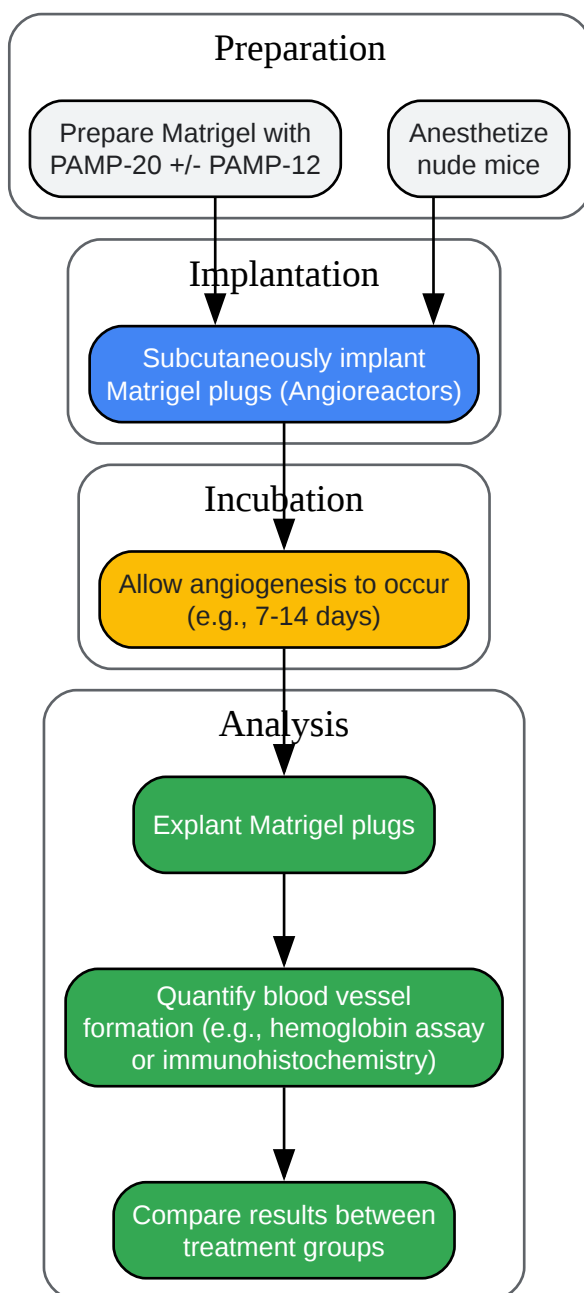 Preparation
Prepare Matrigel with
PAMP-20 +/- PAMP-12
Anesthetize
nude mice
Implantation
Subcutaneously implant
Matrigel plugs (Angioreactors)
Incubation
Allow angiogenesis to occur
(e.g., 7-14 days)
Analysis
Explant Matrigel plugs
Quantify blood vessel
formation (e.g., hemoglobin assay
or immunohistochemistry)
Compare results between
treatment groups